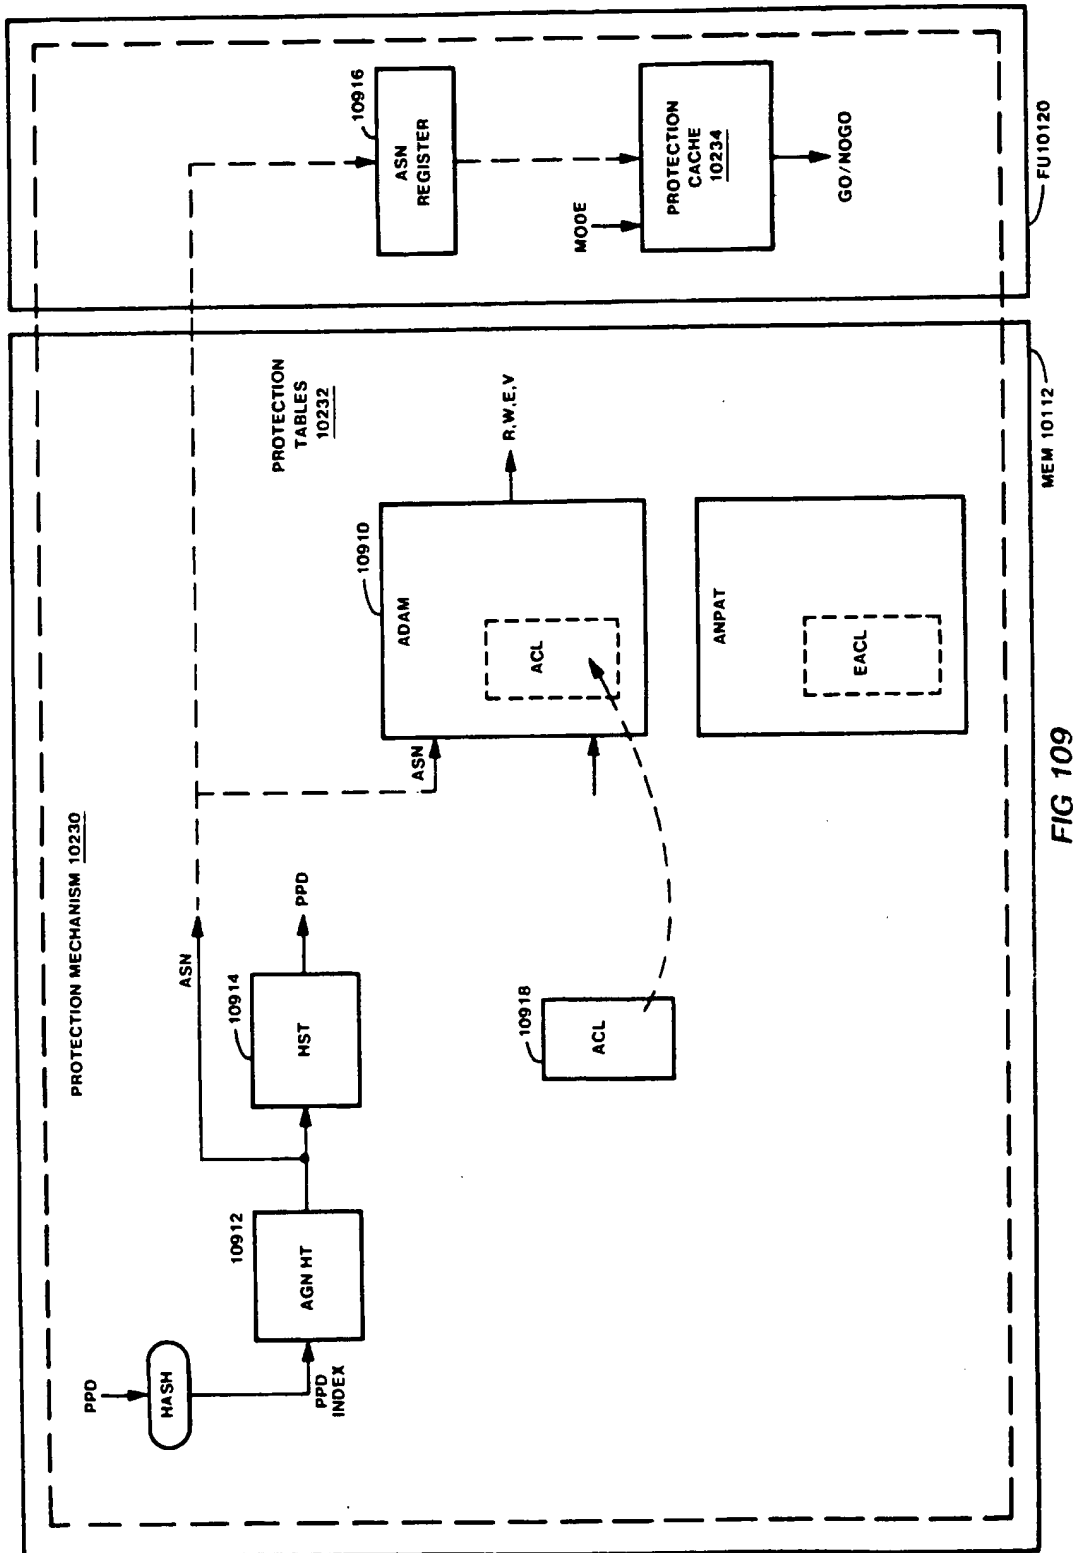 PROTECTION MECHANISM 10230
PPD
HASH
PPD
INDEX
AGN HT
10912
HST
10914
PPD
ASN
ACL
10918
PROTECTION
TABLES
10232
ASN
ADAM
10910
ACL
R,W,E,V
ANPAT
EACL
MEM 10112
ASN
REGISTER
10916
MODE
PROTECTION
CACHE
10234
GO/NOGO
FU10120
FIG 109